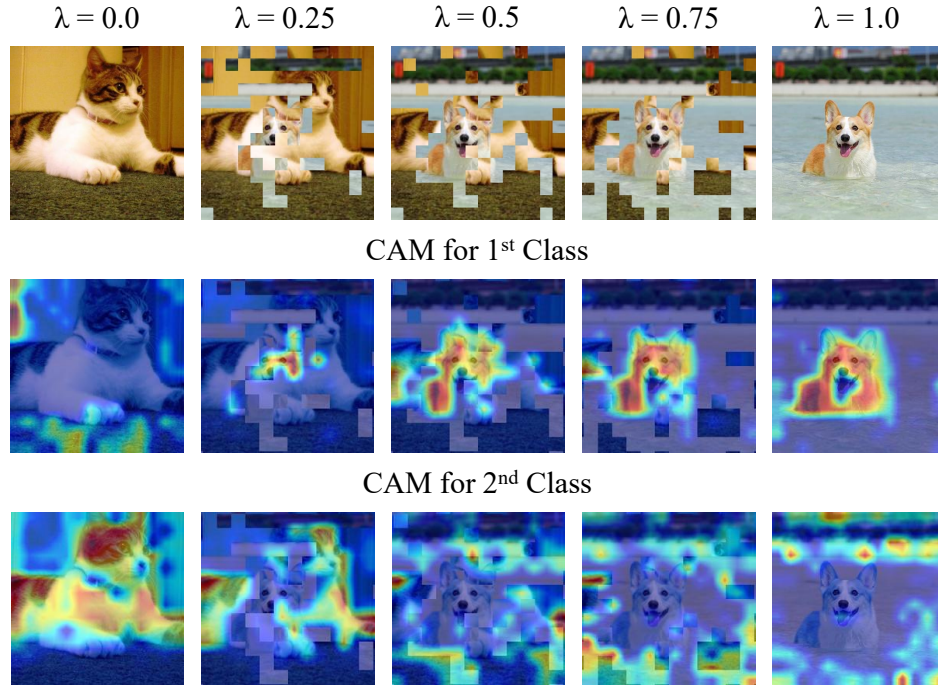 λ = 0.0 λ = 0.25 λ = 0.5 λ = 0.75 λ = 1.0
CAM for 1st Class
CAM for 2nd Class